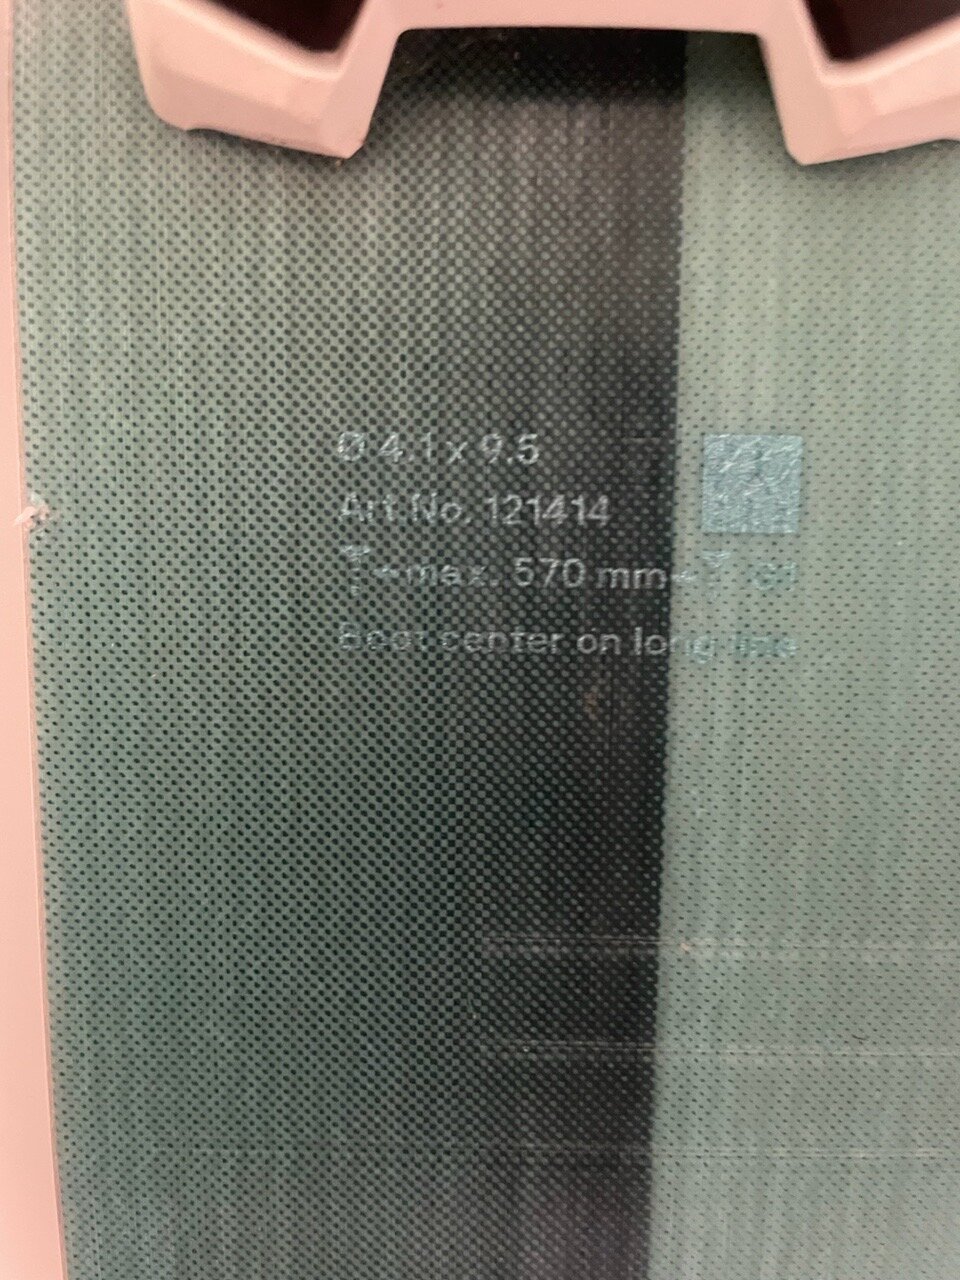 Ø 4.1 x 9.5
Art.No. 121414
max. 570 mm
Boot center on long line